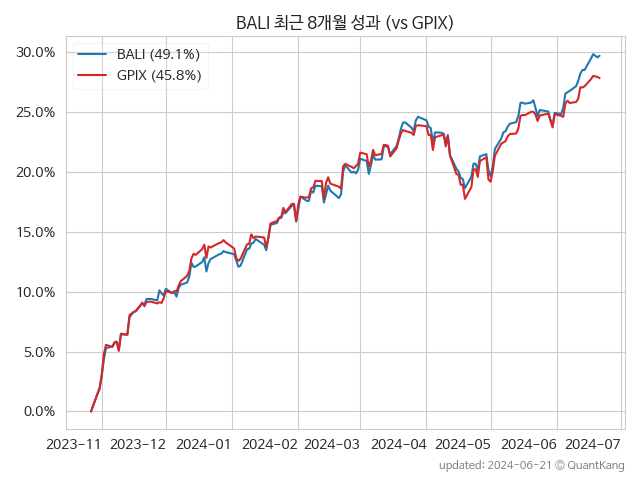 BALI 최근 8개월 성과 (vs GPIX)
BALI (49.1%)
GPIX (45.8%)
30.0%
25.0%
20.0%
15.0%
10.0%
5.0%
0.0%
2023-11 2023-12 2024-01 2024-02 2024-03 2024-04 2024-05 2024-06 2024-07
updated: 2024-06-21 © QuantKang